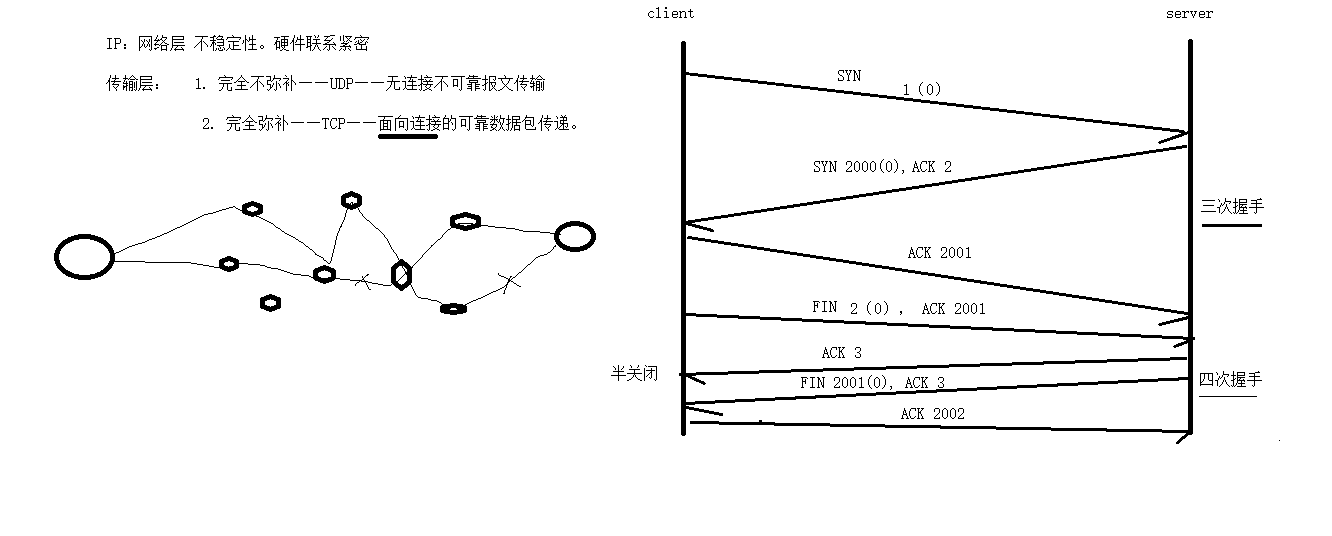 IP：网络层 不稳定性。硬件联系紧密
传输层： 1. 完全不弥补——UDP——无连接不可靠报文传输
2. 完全弥补——TCP——面向连接的可靠数据包传递。
client
server
SYN 1（0）
SYN 2000(0), ACK 2
三次握手
ACK 2001
FIN 2（0）, ACK 2001
ACK 3
半关闭
FIN 2001(0), ACK 3
四次握手
ACK 2002